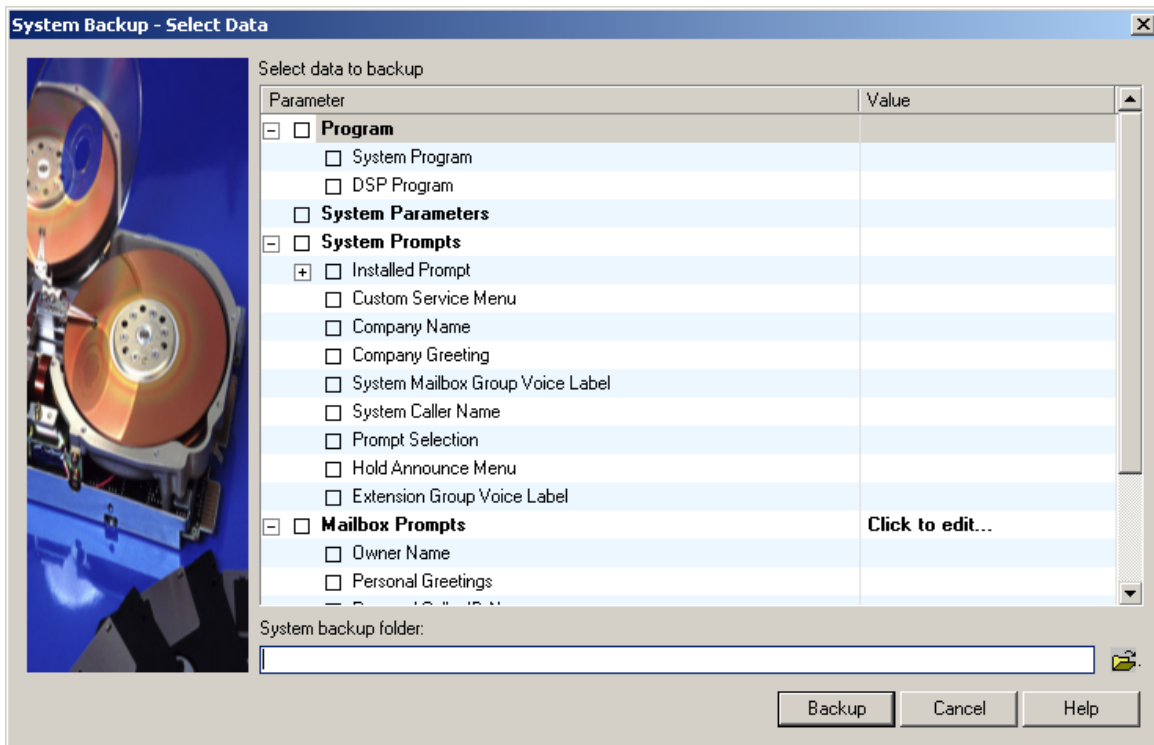 System Backup - Select Data
Select data to backup
Parameter Value
Program
System Program
DSP Program
System Parameters
System Prompts
Installed Prompt
Custom Service Menu
Company Name
Company Greeting
System Mailbox Group Voice Label
System Caller Name
Prompt Selection
Hold Announce Menu
Extension Group Voice Label
Mailbox Prompts Click to edit...
Owner Name
Personal Greetings
System backup folder:
Backup Cancel Help